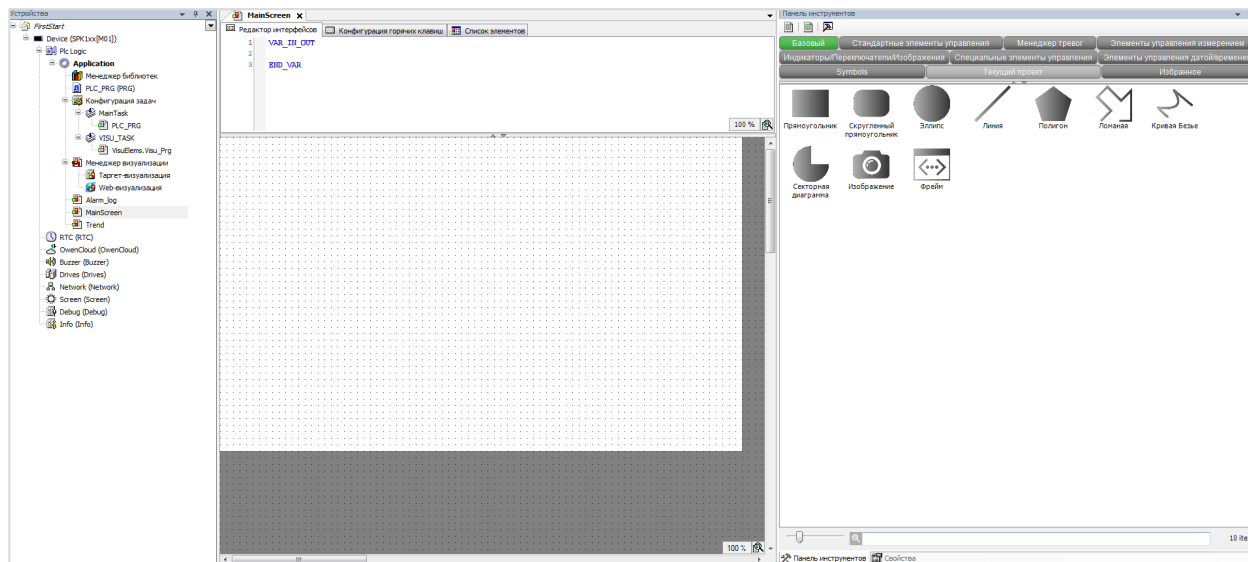 Устройства
FirstStart
Device (SPK1xx[M01])
Plc Logic
Application
Менеджер библиотек
PLC_PRG (PRG)
Конфигурация задач
MainTask
PLC_PRG
VISU_TASK
VisuElems.Visu_Prg
Менеджер визуализации
Таргет-визуализация
Web-визуализация
Alarm_log
MainScreen
Trend
RTC (RTC)
OwenCloud (OwenCloud)
Buzzer (Buzzer)
Drives (Drives)
Network (Network)
Screen (Screen)
Debug (Debug)
Info (Info)
MainScreen
Редактор интерфейсов Конфигурация горячих клавиш Список элементов
1 VAR_IN_OUT
2
3 END_VAR
100 %
100 %
Панель инструментов
Базовый Стандартные элементы управления Менеджер тревог Элементы управления измерением
Индикаторы/Переключатели/Изображения Специальные элементы управления Элементы управления датой/времене
Symbols Текущий проект Избранное
Прямоугольник Скругленный прямоугольник Эллипс Линия Полигон Ломаная Кривая Безье
Секторная диаграмма Изображение Фрейм
10 ite
Панель инструментов Свойства